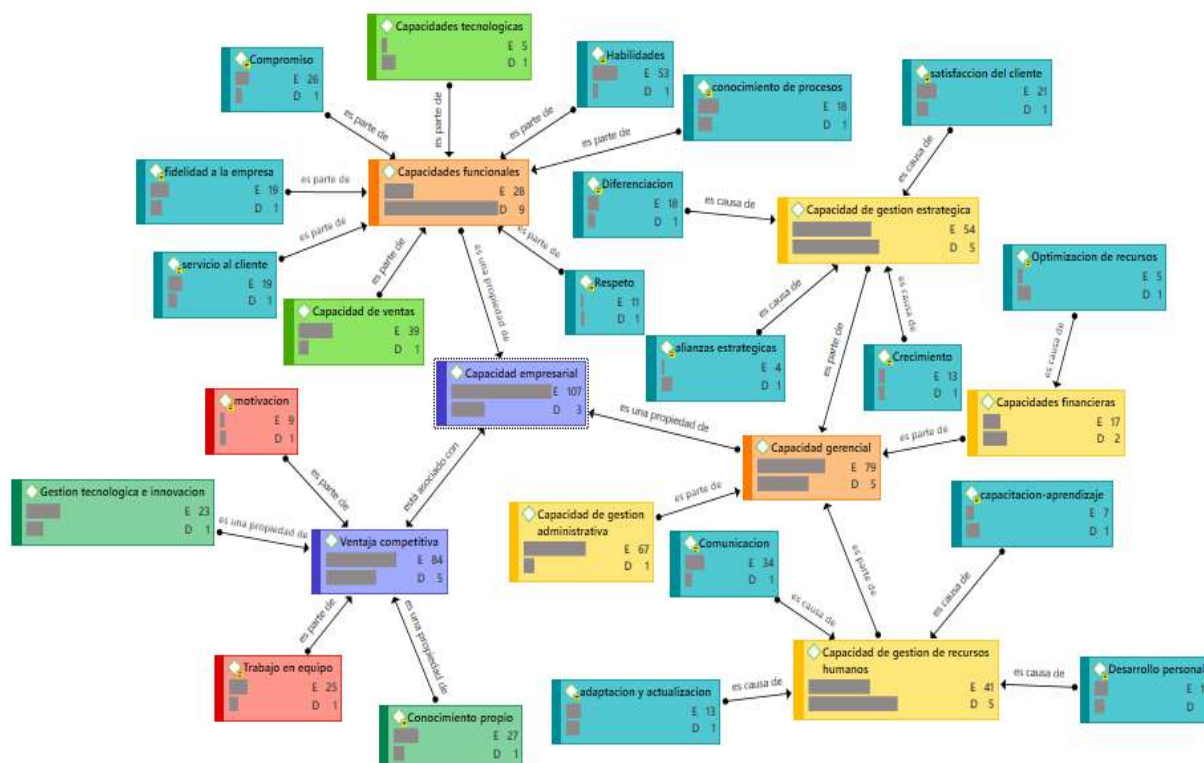 Capacidades tecnologicas
E 5
D 1
Compromiso
E 26
D 1
Habilidades
E 53
D 1
conocimiento de procesos
E 18
D 1
satisfaccion del cliente
E 21
D 1
es parte de
es parte de
es parte de
es parte de
es causa de
fidelidad a la empresa
E 19
D 1
es parte de
Capacidades funcionales
E 28
D 9
Diferenciacion
E 18
D 1
es causa de
Capacidad de gestion estrategica
E 54
D 5
servicio al cliente
E 19
D 1
es parte de
es parte de
es una propiedad de
es parte de
Optimizacion de recursos
E 5
D 1
Respeto
E 11
D 1
Capacidad de ventas
E 39
D 1
es causa de
es parte de
es causa de
es causa de
alianzas estrategicas
E 4
D 1
Crecimiento
E 13
D 1
Capacidad empresarial
E 107
D 3
motivacion
E 9
D 1
es una propiedad de
Capacidades financieras
E 17
D 2
es parte de
Capacidad gerencial
E 79
D 5
está asociado con
es parte de
Gestion tecnologica e innovacion
E 23
D 1
es una propiedad de
es parte de
Capacidad de gestion
administrativa
E 67
D 1
capacitacion-aprendizaje
E 7
D 1
Ventaja competitiva
E 84
D 5
Comunicacion
E 34
D 1
es parte de
es causa de
es causa de
es parte de
es una propiedad de
Trabajo en equipo
E 25
D 1
Capacidad de gestion de recursos
humanos
E 41
D 5
adaptacion y actualizacion
E 13
D 1
es causa de
es causa de
Desarrollo personal
E
D
Conocimiento propio
E 27
D 1